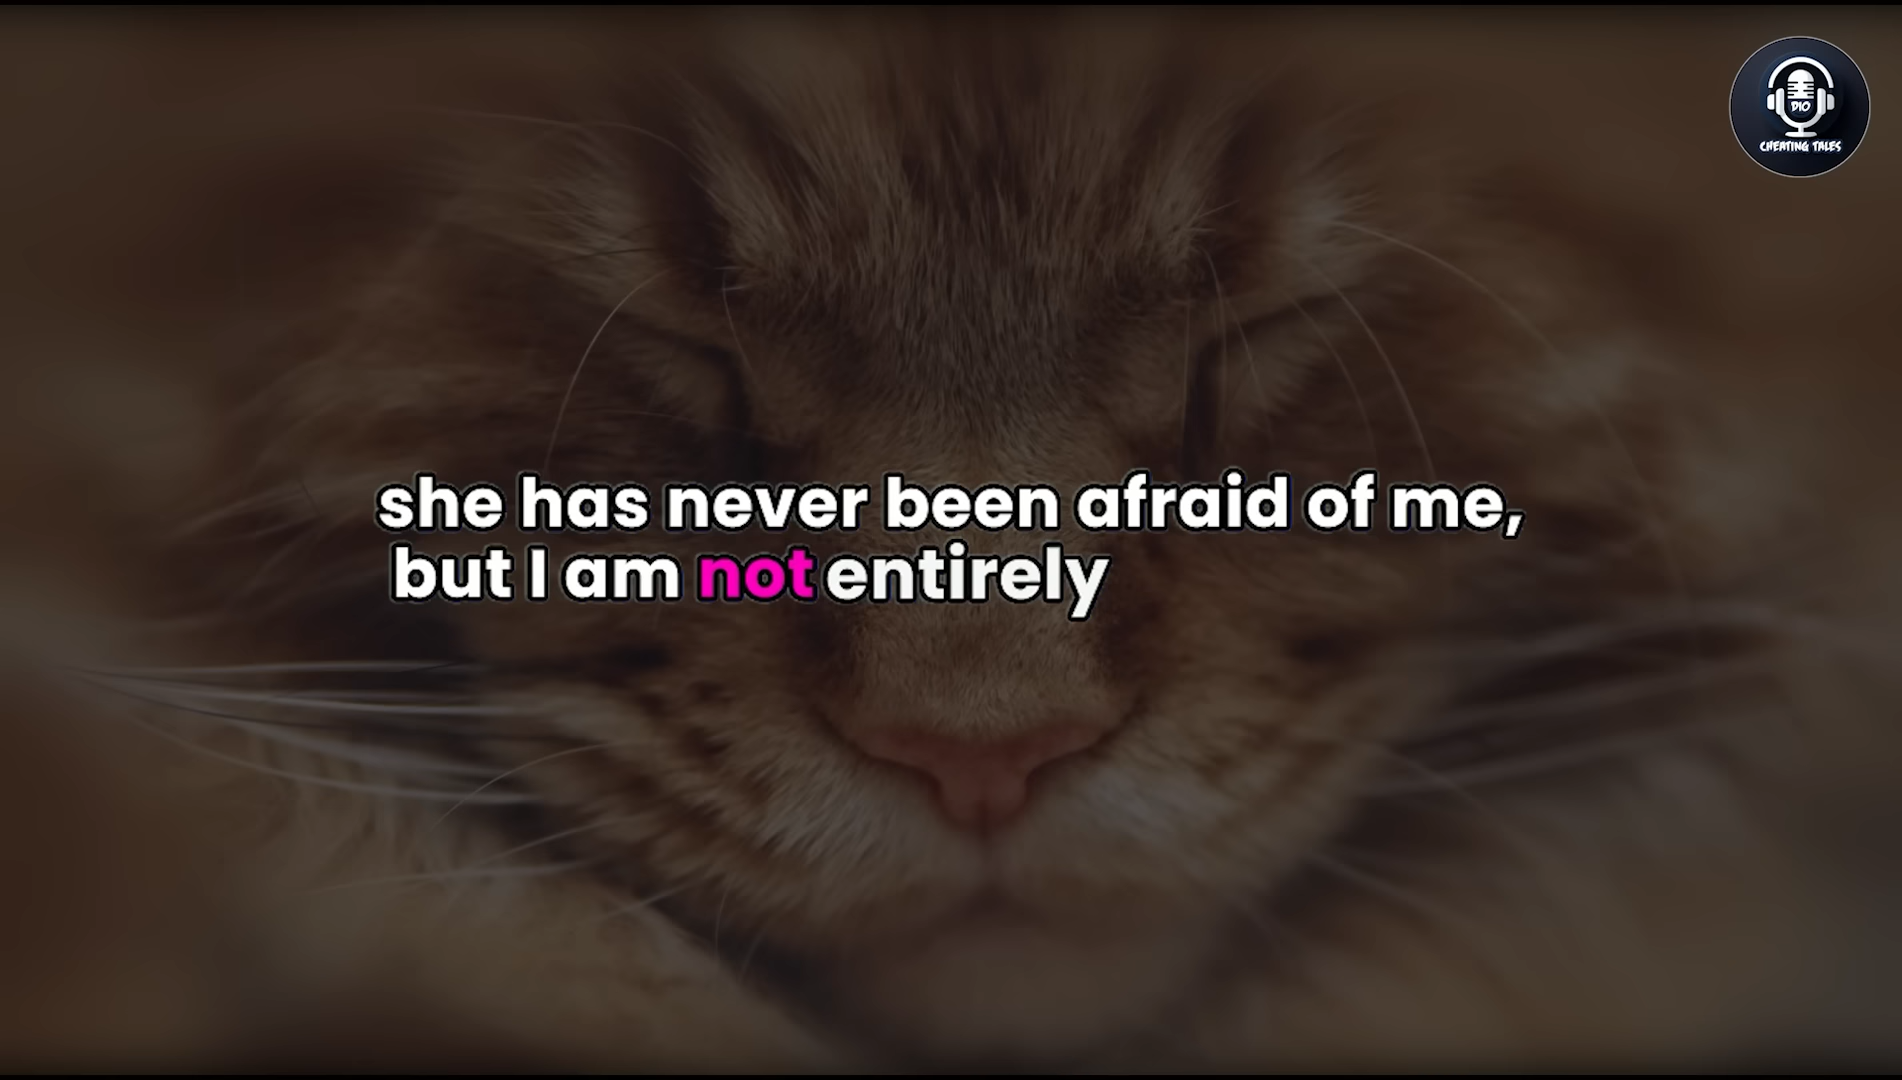 DIO
CHEATING TALES
she has never been afraid of me,
but I am not entirely